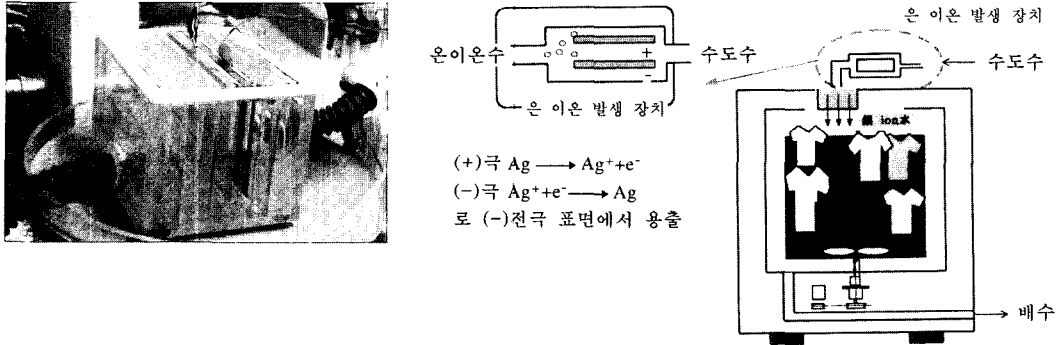 은 이온 발생 장치
온이온수
수도수
+
-
은 이온 발생 장치
수도수
銀 ion水
(+)극 Ag ⟶ Ag⁺+e⁻
(-)극 Ag⁺+e⁻⟶ Ag
로 (-)전극 표면에서 용출
배수